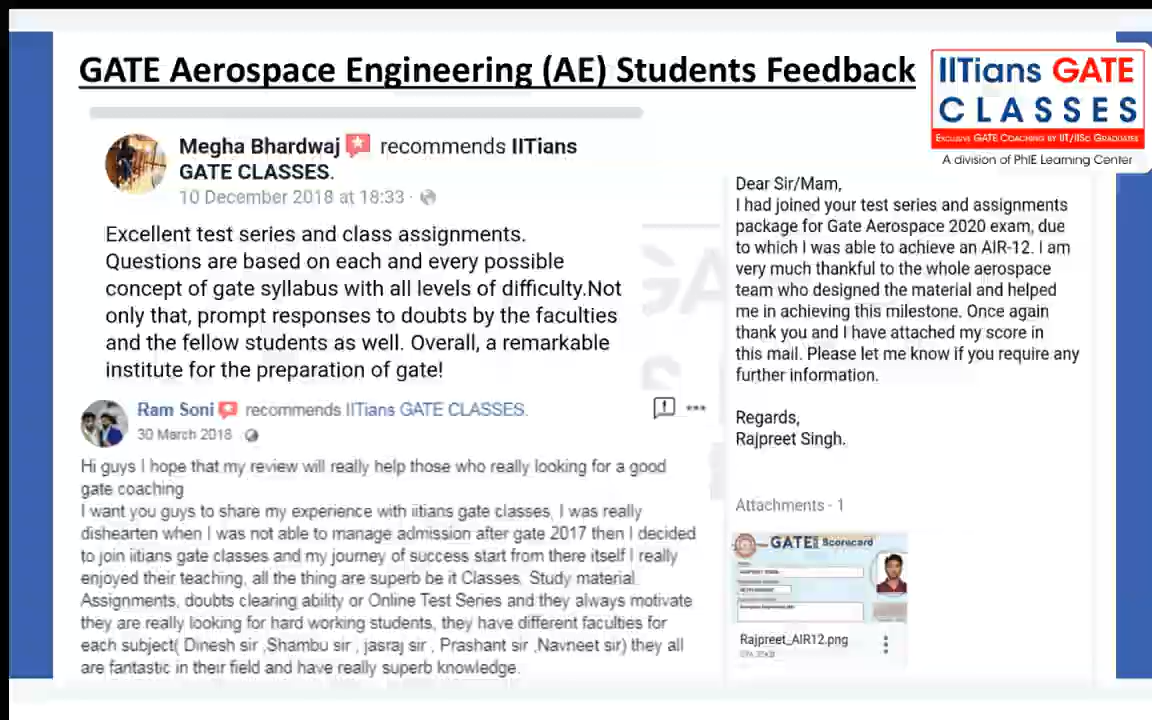 GATE Aerospace Engineering (AE) Students Feedback
IITians GATE
CLASSES
EXCLUSIVE GATE COACHING BY IIT/IISC GRADUATES
A division of PhIE Learning Center
Megha Bhardwaj recommends IITians
GATE CLASSES.
10 December 2018 at 18:33 ·
Excellent test series and class assignments.
Questions are based on each and every possible
concept of gate syllabus with all levels of difficulty.Not
only that, prompt responses to doubts by the faculties
and the fellow students as well. Overall, a remarkable
institute for the preparation of gate!
Ram Soni recommends IITians GATE CLASSES.
30 March 2018
Hi guys I hope that my review will really help those who really looking for a good
gate coaching
I want you guys to share my experience with iitians gate classes, I was really
dishearten when I was not able to manage admission after gate 2017 then I decided
to join iitians gate classes and my journey of success start from there itself I really
enjoyed their teaching, all the thing are superb be it Classes, Study material,
Assignments, doubts clearing ability or Online Test Series and they always motivate
they are really looking for hard working students, they have different faculties for
each subject( Dinesh sir ,Shambu sir , jasraj sir , Prashant sir ,Navneet sir) they all
are fantastic in their field and have really superb knowledge.
Dear Sir/Mam,
I had joined your test series and assignments
package for Gate Aerospace 2020 exam, due
to which I was able to achieve an AIR-12. I am
very much thankful to the whole aerospace
team who designed the material and helped
me in achieving this milestone. Once again
thank you and I have attached my score in
this mail. Please let me know if you require any
further information.
Regards,
Rajpreet Singh.
Attachments - 1
GATE Scorecard
Rajpreet_AIR12.png